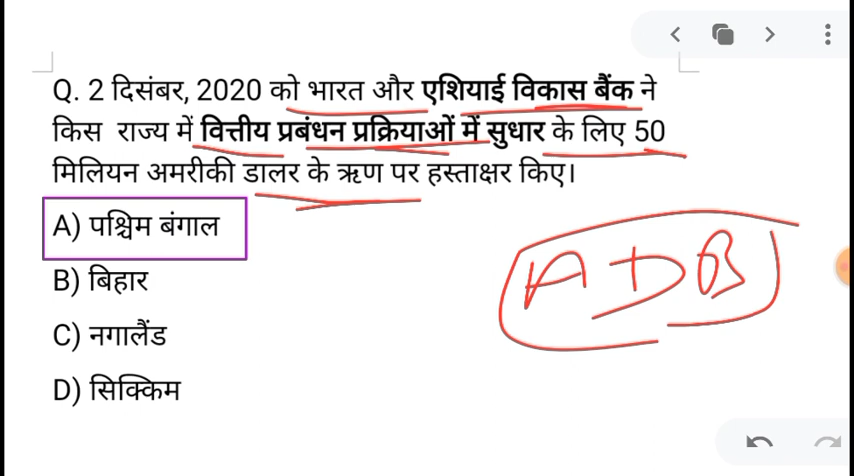 Q. 2 दिसंबर, 2020 को भारत और एशियाई विकास बैंक ने
किस राज्य में वित्तीय प्रबंधन प्रक्रियाओं में सुधार के लिए 50
मिलियन अमरीकी डालर के ऋण पर हस्ताक्षर किए।
A) पश्चिम बंगाल
B) बिहार
C) नगालैंड
D) सिक्किम
ADB